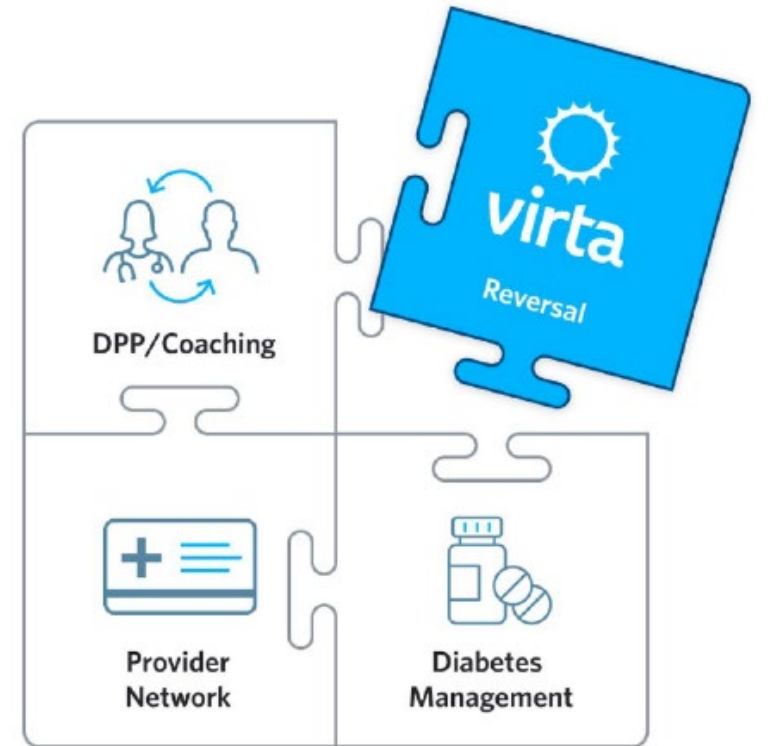 virta
Reversal
DPP/Coaching
Provider
Network
Diabetes
Management